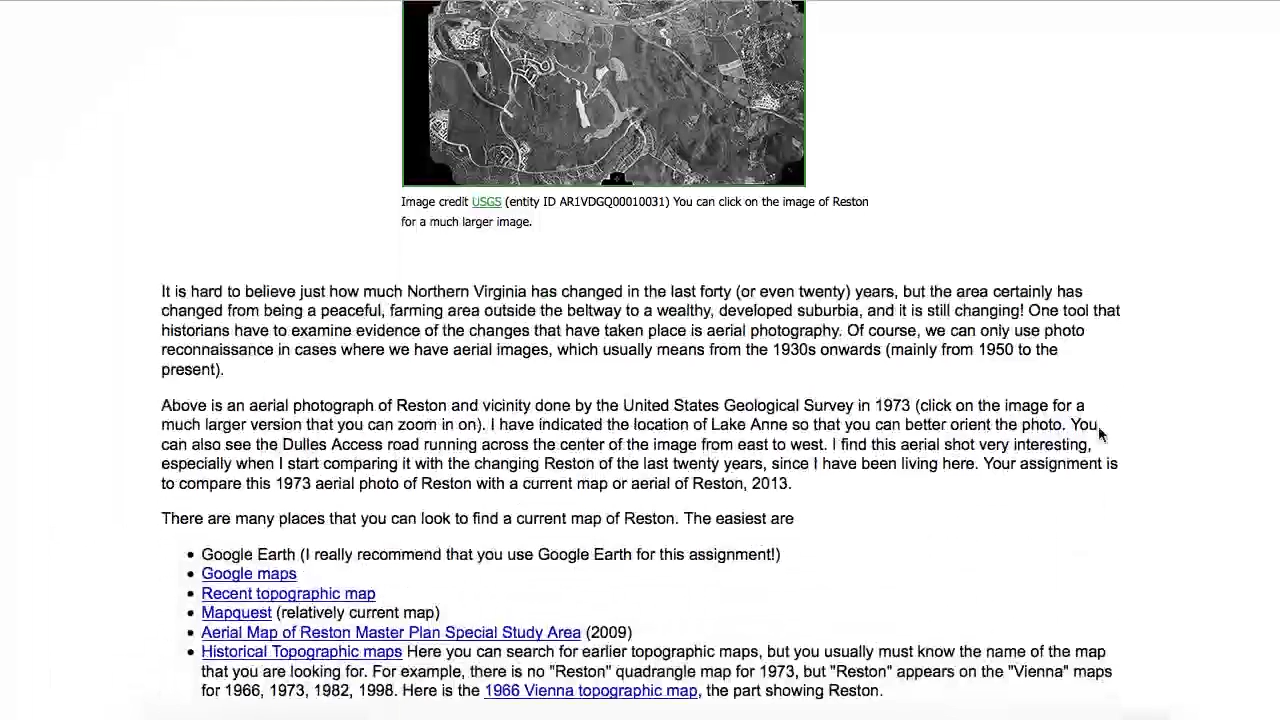 Image credit USGS (entity ID AR1VDGQ00010031) You can click on the image of Reston
for a much larger image.
It is hard to believe just how much Northern Virginia has changed in the last forty (or even twenty) years, but the area certainly has
changed from being a peaceful, farming area outside the beltway to a wealthy, developed suburbia, and it is still changing! One tool that
historians have to examine evidence of the changes that have taken place is aerial photography. Of course, we can only use photo
reconnaissance in cases where we have aerial images, which usually means from the 1930s onwards (mainly from 1950 to the
present).
Above is an aerial photograph of Reston and vicinity done by the United States Geological Survey in 1973 (click on the image for a
much larger version that you can zoom in on). I have indicated the location of Lake Anne so that you can better orient the photo. You
can also see the Dulles Access road running across the center of the image from east to west. I find this aerial shot very interesting,
especially when I start comparing it with the changing Reston of the last twenty years, since I have been living here. Your assignment is
to compare this 1973 aerial photo of Reston with a current map or aerial of Reston, 2013.
There are many places that you can look to find a current map of Reston. The easiest are
• Google Earth (I really recommend that you use Google Earth for this assignment!)
• Google maps
• Recent topographic map
• Mapquest (relatively current map)
• Aerial Map of Reston Master Plan Special Study Area (2009)
• Historical Topographic maps Here you can search for earlier topographic maps, but you usually must know the name of the map
that you are looking for. For example, there is no "Reston" quadrangle map for 1973, but "Reston" appears on the "Vienna" maps
for 1966, 1973, 1982, 1998. Here is the 1966 Vienna topographic map, the part showing Reston.